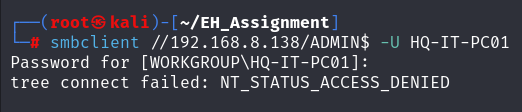 ┌──(root㉿kali)-[~/EH_Assignment]
└─# smbclient //192.168.8.138/ADMIN$ -U HQ-IT-PC01
Password for [WORKGROUP\HQ-IT-PC01]:
tree connect failed: NT_STATUS_ACCESS_DENIED